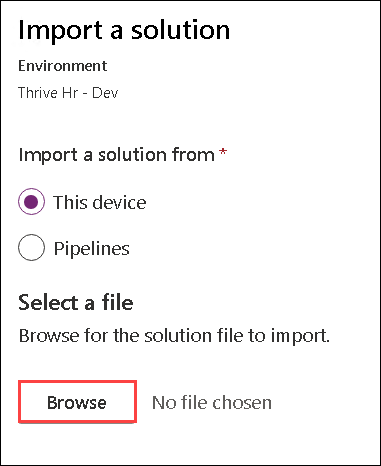 Import a solution
Environment
Thrive Hr - Dev
Import a solution from *
This device
Pipelines
Select a file
Browse for the solution file to import.
Browse No file chosen